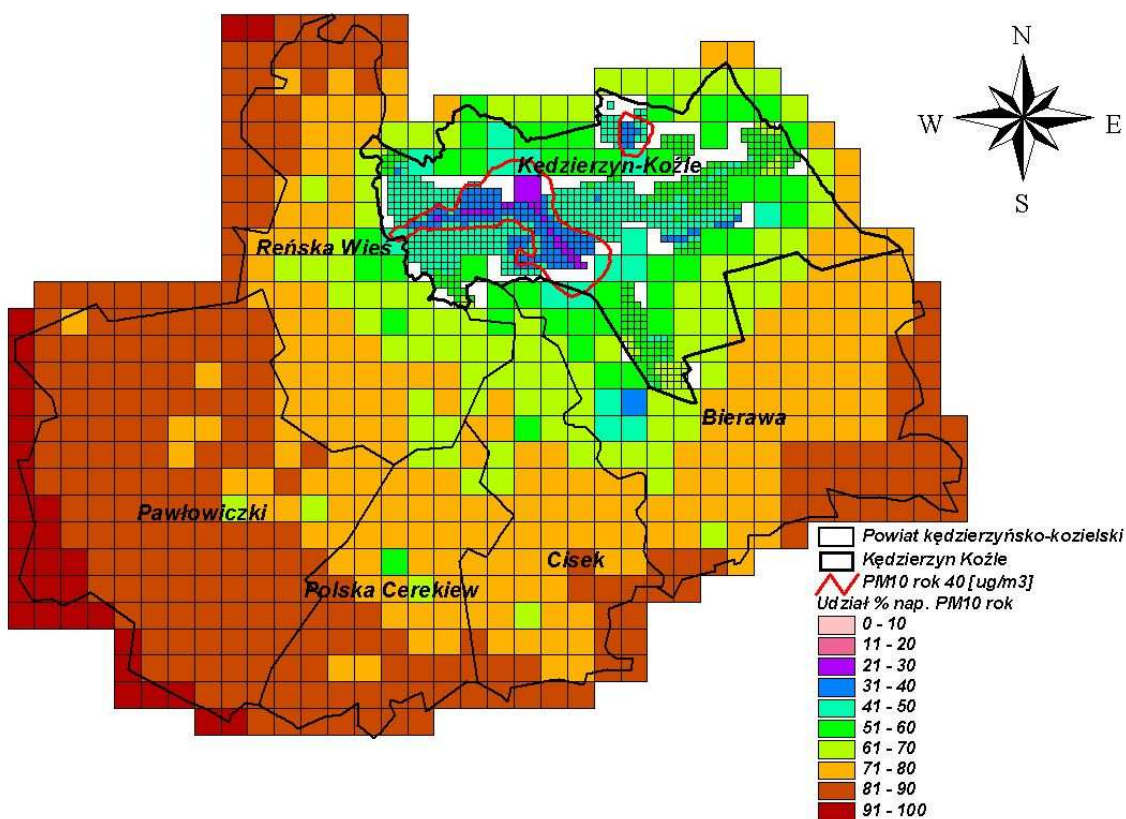 N
W E
S
Kędzierzyn-Koźle
Reńska Wieś
Bierawa
Pawłowiczki
Cisek
Polska Cerekiew
Powiat kędzierzyńsko-kozielski
Kędzierzyn Koźle
PM10 rok 40 [ug/m3]
Udział % nap. PM10 rok
0 - 10
11 - 20
21 - 30
31 - 40
41 - 50
51 - 60
61 - 70
71 - 80
81 - 90
91 - 100